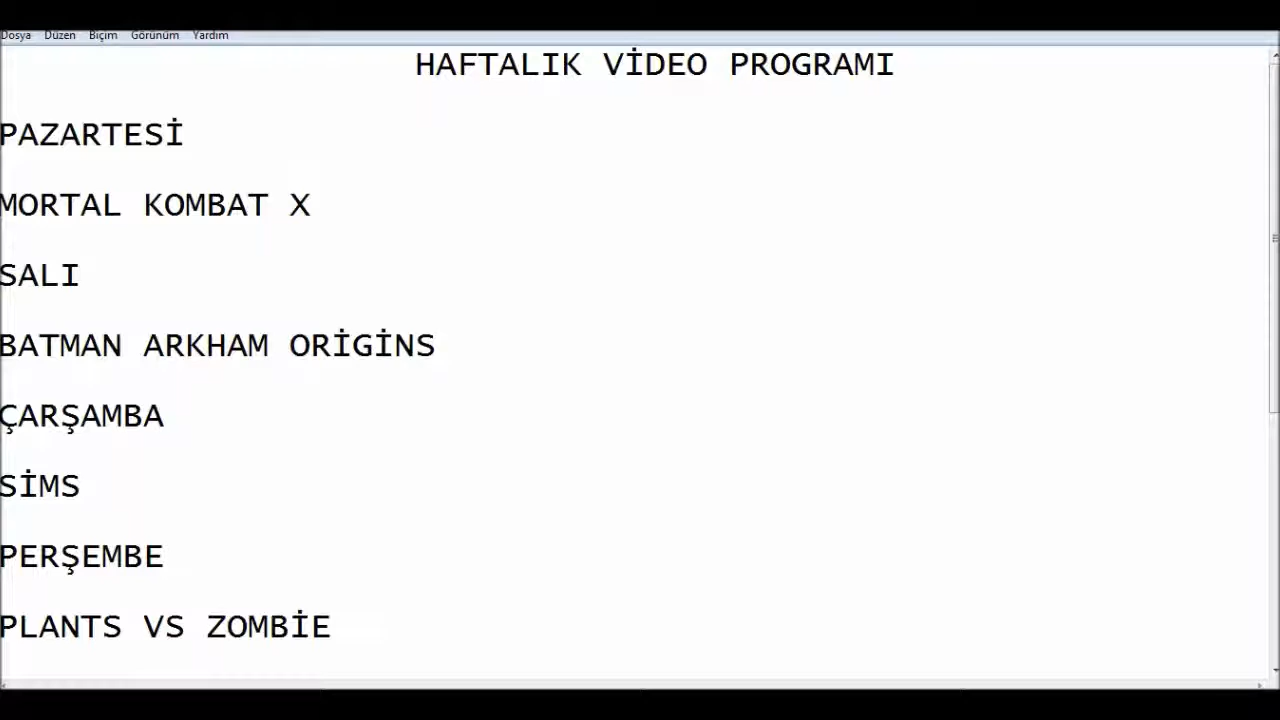 Dosya Düzen Biçim Görünüm Yardım
HAFTALIK VİDEO PROGRAMI
PAZARTESİ
MORTAL KOMBAT X
SALI
BATMAN ARKHAM ORİGİNS
ÇARŞAMBA
SİMS
PERŞEMBE
PLANTS VS ZOMBİE